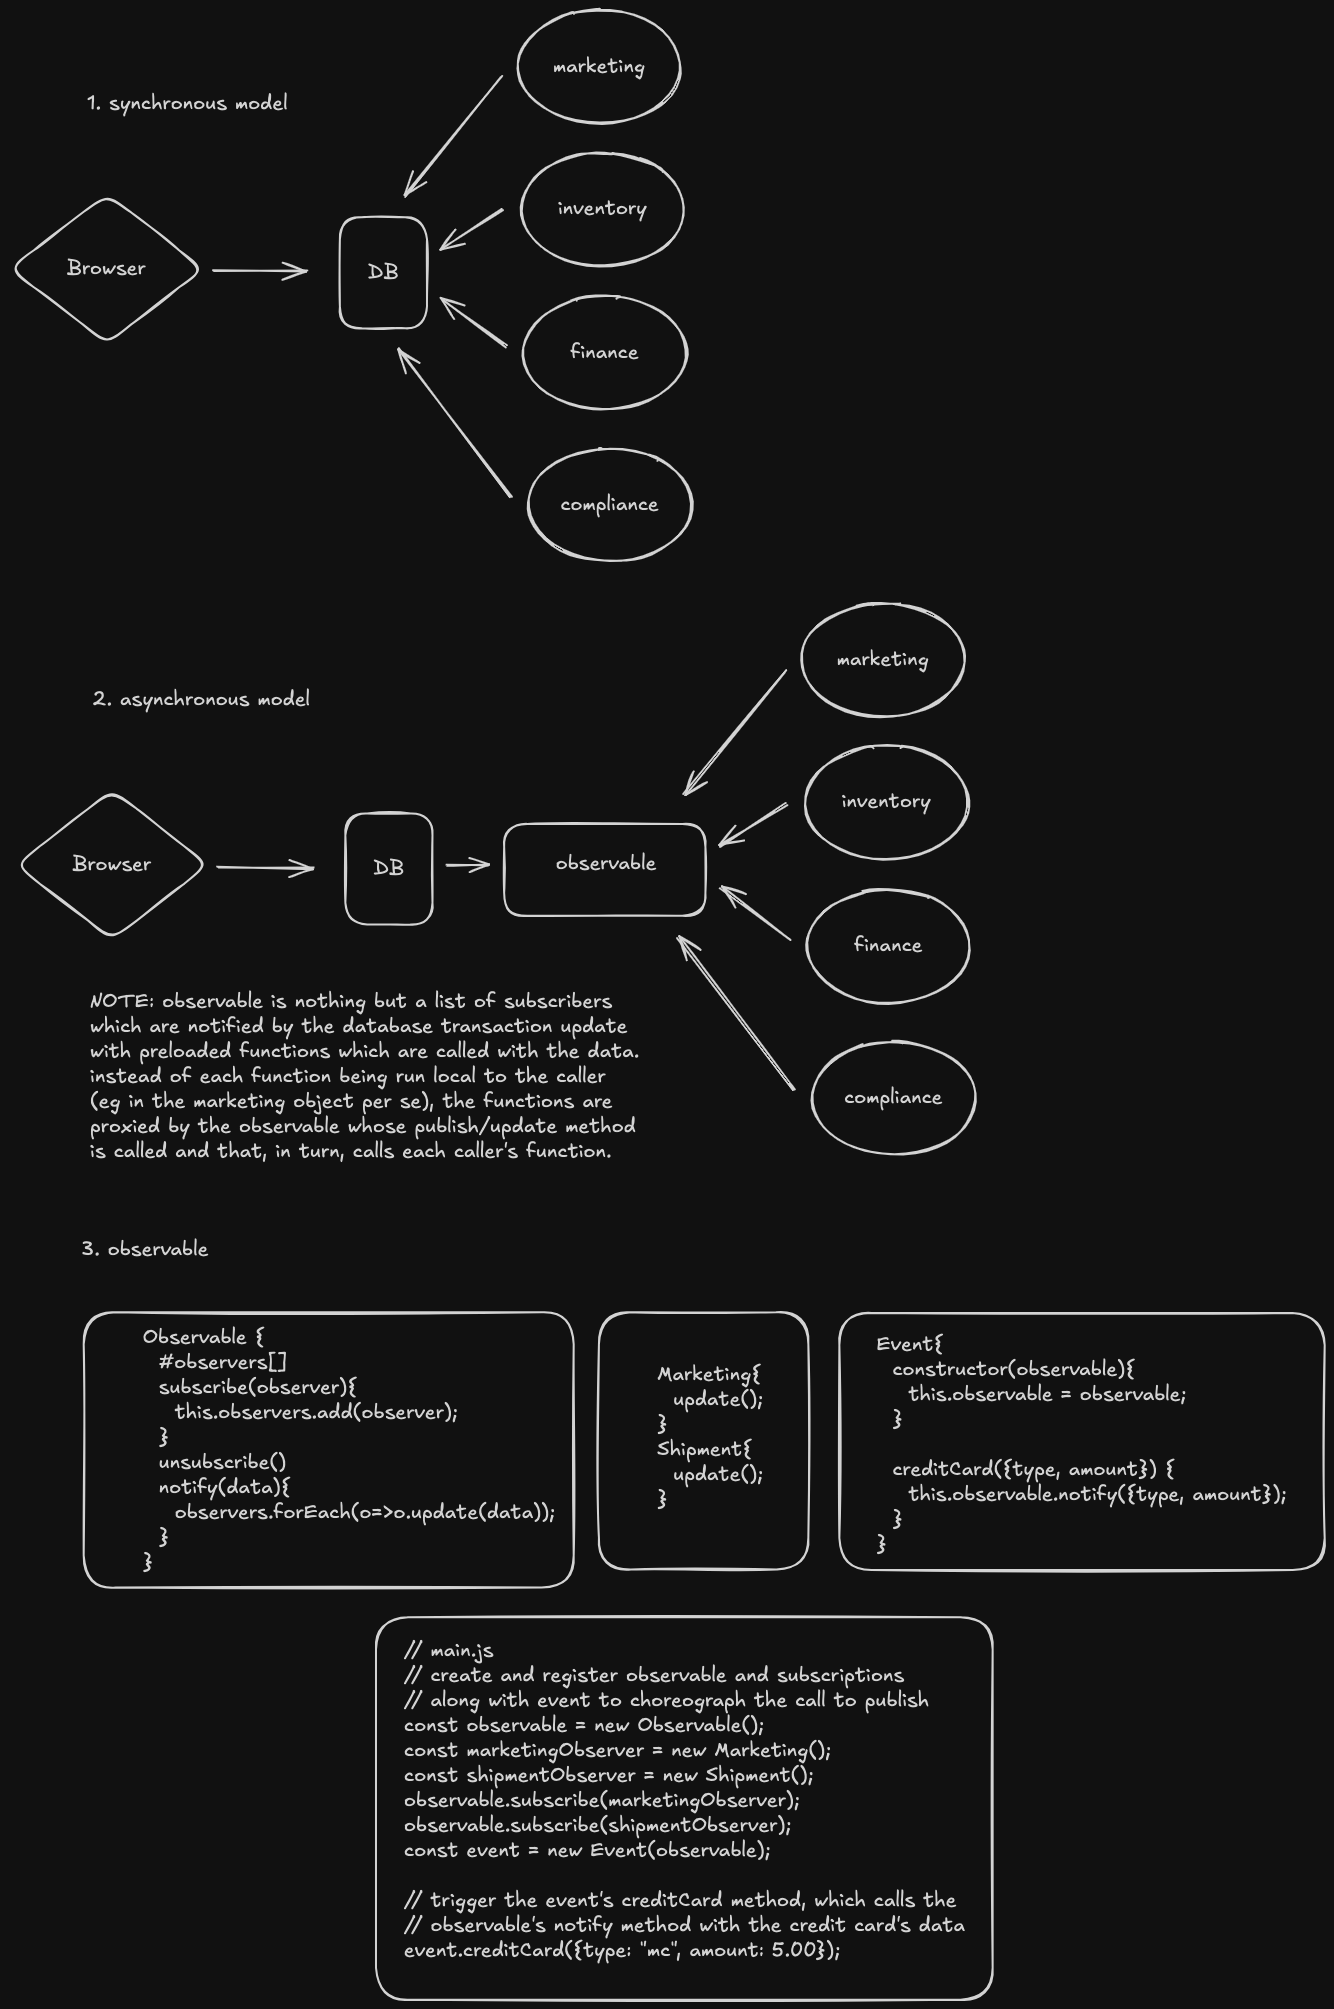 marketing
1. synchronous model
inventory
Browser
DB
finance
compliance
marketing
2. asynchronous model
inventory
Browser
DB
observable
finance
NOTE: observable is nothing but a list of subscribers
which are notified by the database transaction update
with preloaded functions which are called with the data.
instead of each function being run local to the caller
(eg in the marketing object per se), the functions are
proxied by the observable whose publish/update method
is called and that, in turn, calls each caller's function.
compliance
3. observable
Observable {
#observers[]
subscribe(observer){
this.observers.add(observer);
}
unsubscribe()
notify(data){
observers.forEach(o=>o.update(data));
}
}
Marketing{
update();
}
Shipment{
update();
}
Event{
constructor(observable){
this.observable = observable;
}
creditCard({type, amount}) {
this.observable.notify({type, amount});
}
}
// main.js
// create and register observable and subscriptions
// along with event to choreograph the call to publish
const observable = new Observable();
const marketingObserver = new Marketing();
const shipmentObserver = new Shipment();
observable.subscribe(marketingObserver);
observable.subscribe(shipmentObserver);
const event = new Event(observable);
// trigger the event's creditCard method, which calls the
// observable's notify method with the credit card's data
event.creditCard({type: "mc", amount: 5.00});